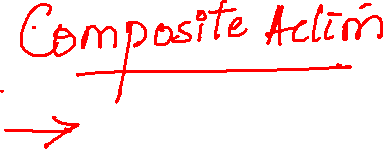 Composite Action
→